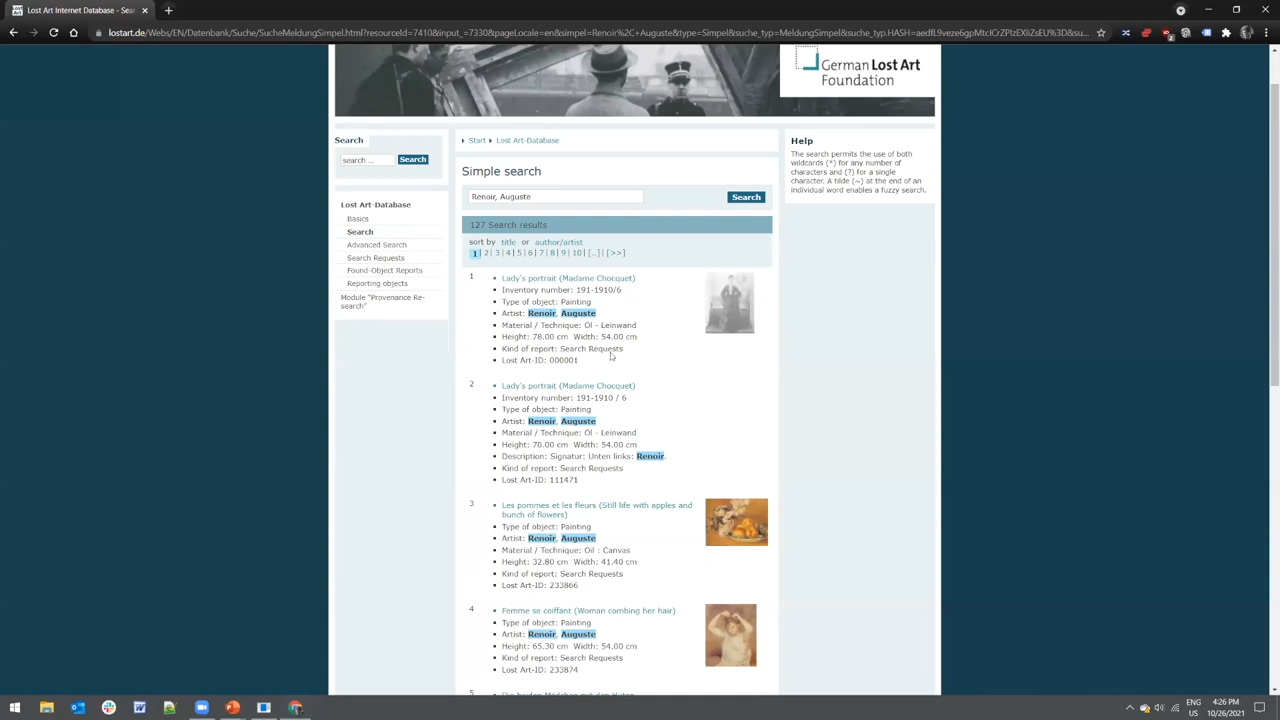 Lost Art Internet Database - Sea
lostart.de/Webs/EN/Datenbank/Suche/SucheMeldungSimpel.html?resourceId=7410&input_=7330&pageLocale=en&simpel=Renoir%2C+Auguste&type=MeldungSimpel&suche_typ=MeldungSimpel&suche_typ.HASH=
German Lost Art
Foundation
Search
search ...
Search
Lost Art-Database
Basics
Search
Advanced Search
Search Requests
Found-Object Reports
Reporting objects
Module "Provenance Re-
search"
Start
Lost Art-Database
Simple search
Renoir, Auguste
Search
127 Search results
sort by title or author/artist
1| 2| 3| 4| 5| 6| 7| 8| 9| 10| [..]| [>>]
1
Lady's portrait (Madame Chocquet)
Inventory number: 191-1910/6
Type of object: Painting
Artist: Renoir, Auguste
Material / Technique: Öl - Leinwand
Height: 78.00 cm Width: 54.00 cm
Kind of report: Search Requests
Lost Art-ID: 000001
2
Lady's portrait (Madame Chocquet)
Inventory number: 191-1910 / 6
Type of object: Painting
Artist: Renoir, Auguste
Material / Technique: Öl - Leinwand
Height: 70.00 cm Width: 54.00 cm
Description: Signatur: Unten links: Renoir.
Kind of report: Search Requests
Lost Art-ID: 111471
3
Les pommes et les fleurs (Still life with apples and
bunch of flowers)
Type of object: Painting
Artist: Renoir, Auguste
Material / Technique: Oil : Canvas
Height: 32.80 cm Width: 41.40 cm
Kind of report: Search Requests
Lost Art-ID: 233866
4
Femme se coiffant (Woman combing her hair)
Type of object: Painting
Artist: Renoir, Auguste
Height: 65.30 cm Width: 54.00 cm
Kind of report: Search Requests
Lost Art-ID: 233874
5
Die beiden Mädchen mit den Hüten
Help
The search permits the use of both
wildcards (*) for any number of
characters and (?) for a single
character. A tilde (~) at the end of an
individual word enables a fuzzy search.
ENG
US
4:26 PM
10/26/2021